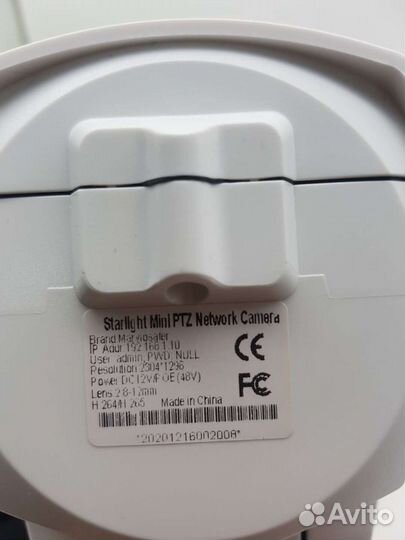 Starlight Mini PTZ Network Camera
Brand
IP Addr 192.168.1.10
User: admin, PWD: NULL
Resolution 2304*1296
Power DC12V/POE(48V)
Lens: 2.8-12mm
H.264/H.265 Made in China
CE
FC
*20201216002008*
Avito